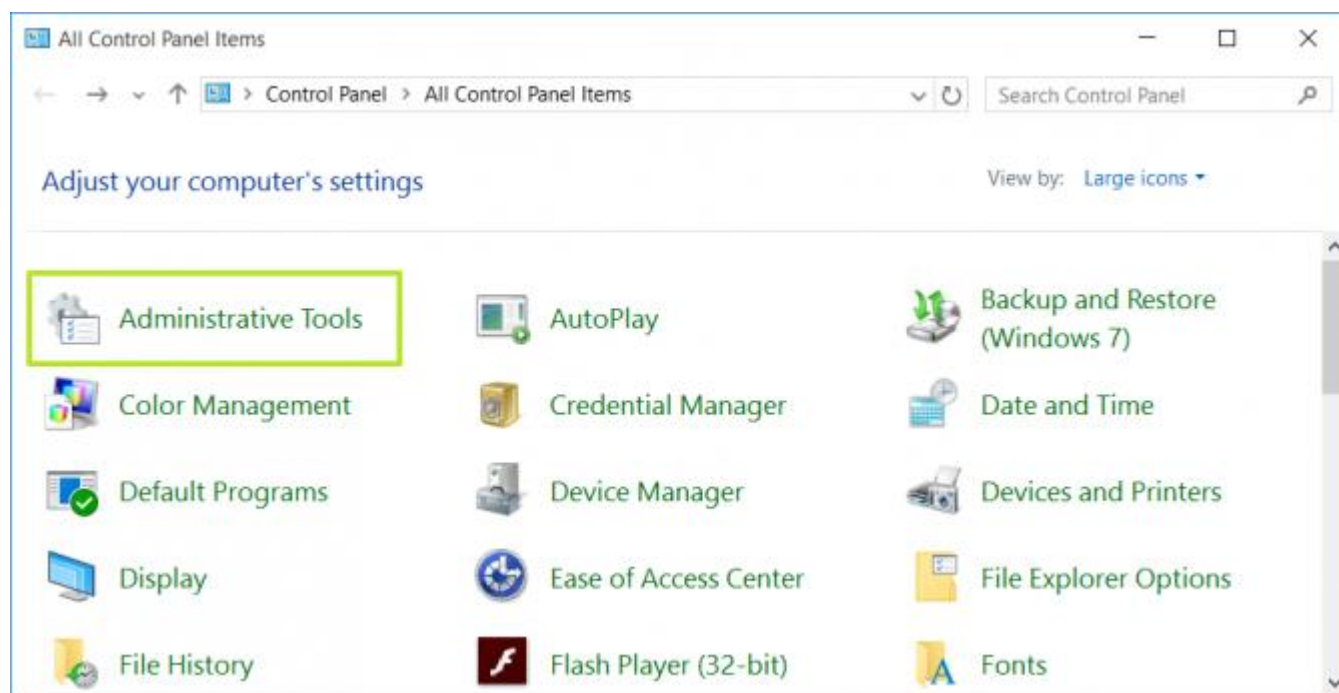 All Control Panel Items
Control Panel > All Control Panel Items
Search Control Panel
Adjust your computer's settings
View by: Large icons
Administrative Tools
AutoPlay
Backup and Restore
(Windows 7)
Color Management
Credential Manager
Date and Time
Default Programs
Device Manager
Devices and Printers
Display
Ease of Access Center
File Explorer Options
File History
Flash Player (32-bit)
Fonts